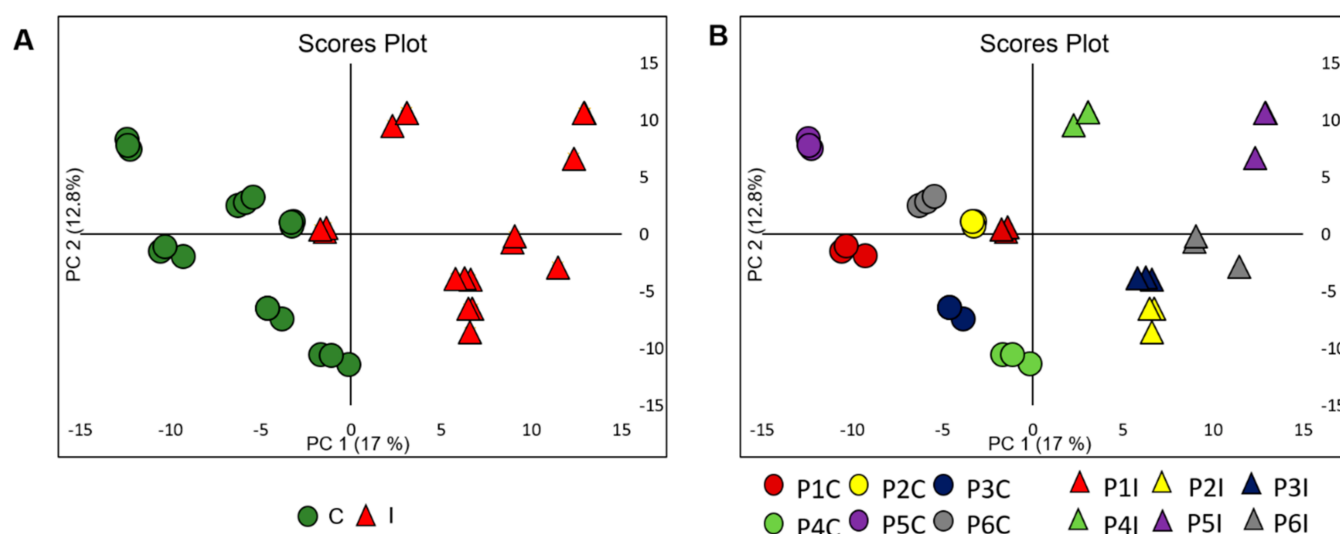 A
Scores Plot
15
10
5
0
-5
-10
-15
PC 2 (12.8%)
-15 -10 -5 0 5 10 15
PC 1 (17 %)
C I
B
Scores Plot
15
10
5
0
-5
-10
-15
PC 2 (12.8%)
-15 -10 -5 0 5 10 15
PC 1 (17 %)
P1C P2C P3C P1I P2I P3I
P4C P5C P6C P4I P5I P6I